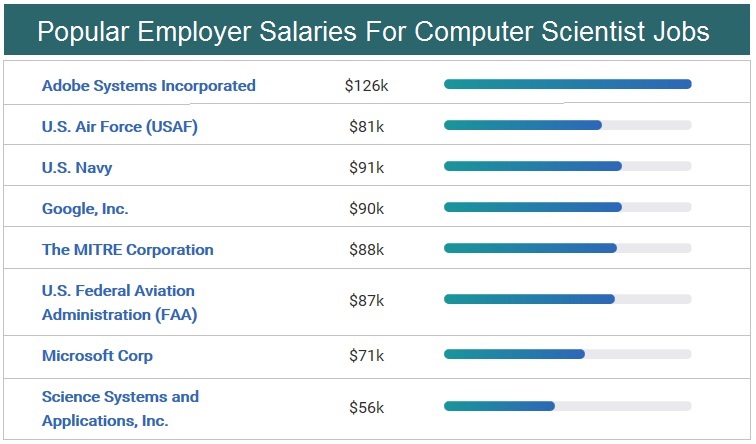 Popular Employer Salaries For Computer Scientist Jobs
Adobe Systems Incorporated $126k
U.S. Air Force (USAF) $81k
U.S. Navy $91k
Google, Inc. $90k
The MITRE Corporation $88k
U.S. Federal Aviation
Administration (FAA) $87k
Microsoft Corp $71k
Science Systems and
Applications, Inc. $56k